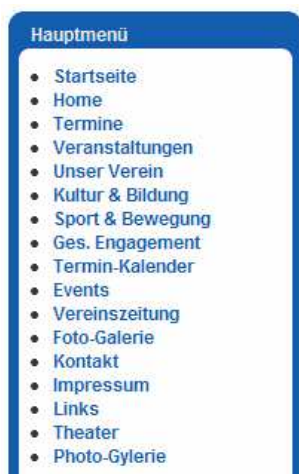 Hauptmenü
Startseite
Home
Termine
Veranstaltungen
Unser Verein
Kultur & Bildung
Sport & Bewegung
Ges. Engagement
Termin-Kalender
Events
Vereinszeitung
Foto-Galerie
Kontakt
Impressum
Links
Theater
Photo-Gylerie